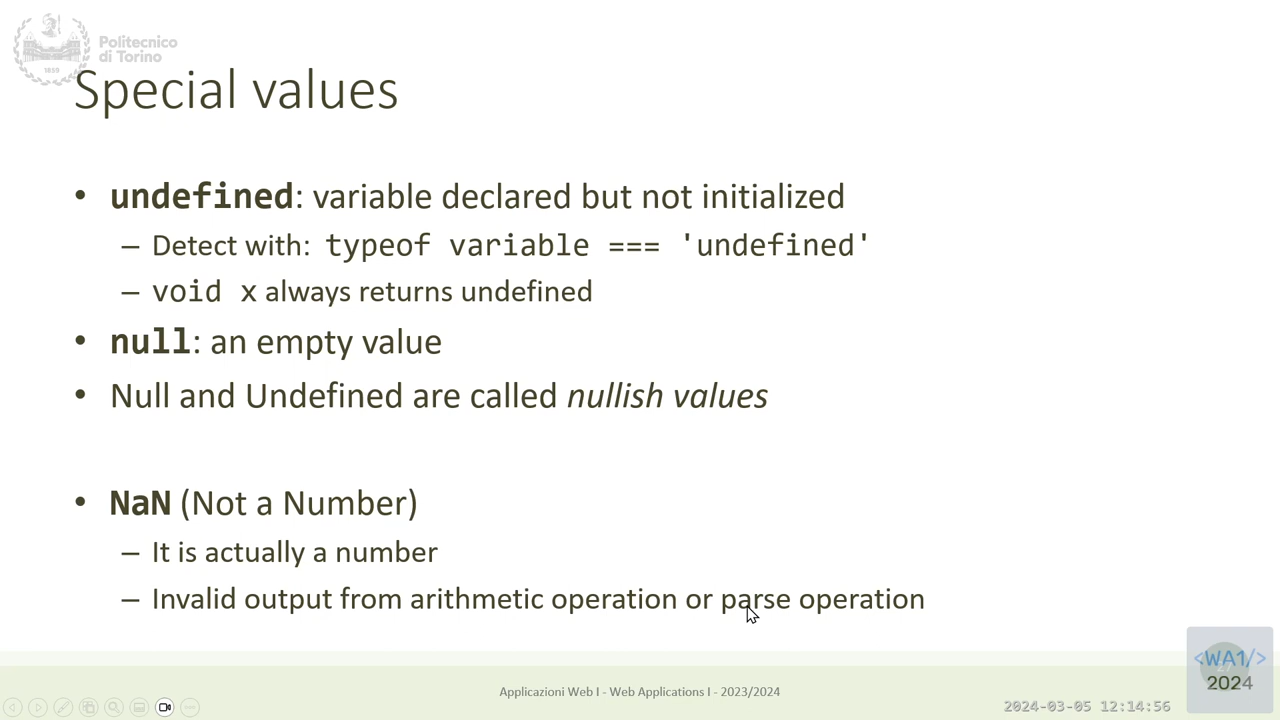 Politecnico
di Torino
1859
Special values
• undefined: variable declared but not initialized
– Detect with: typeof variable === 'undefined'
– void x always returns undefined
• null: an empty value
• Null and Undefined are called nullish values
• NaN (Not a Number)
– It is actually a number
– Invalid output from arithmetic operation or parse operation
<WA1/>
2024
Applicazioni Web I - Web Applications I - 2023/2024
2024-03-05 12:14:56